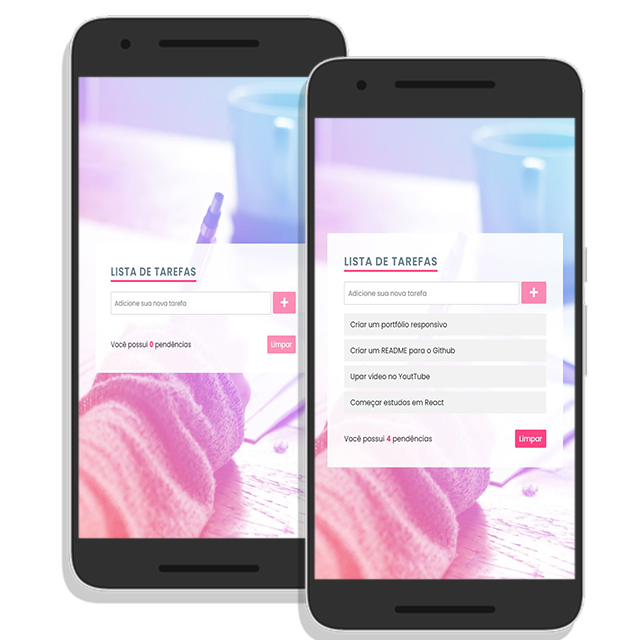 LISTA DE TAREFAS
Adicione sua nova tarefa
+
Você possui 0 pendências
Limpar
LISTA DE TAREFAS
Adicione sua nova tarefa
+
Criar um portfólio responsivo
Criar um README para o Github
Upar vídeo no YoutTube
Começar estudos em React
Você possui 4 pendências
Limpar